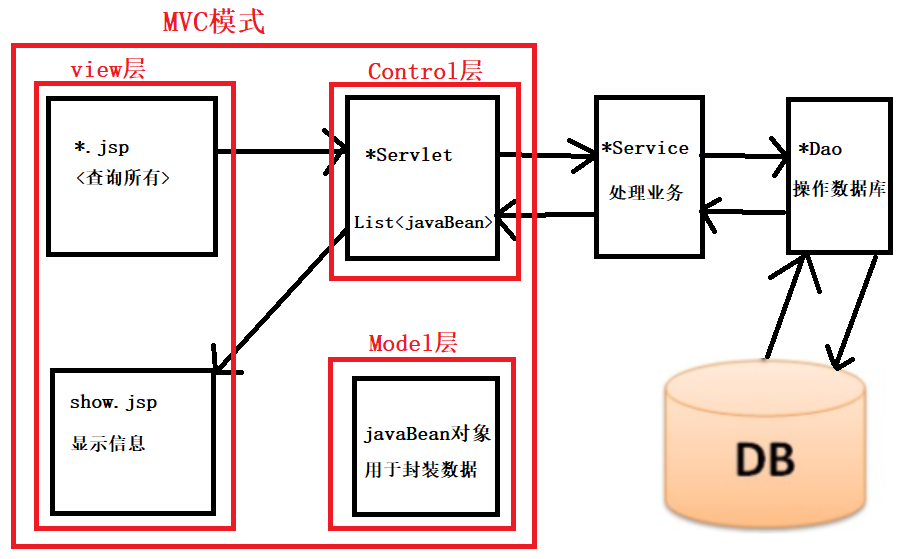 MVC模式
view层
*.jsp
<查询所有>
Control层
*Servlet
List<javaBean>
*Service
处理业务
*Dao
操作数据库
show.jsp
显示信息
Model层
javaBean对象
用于封装数据
DB